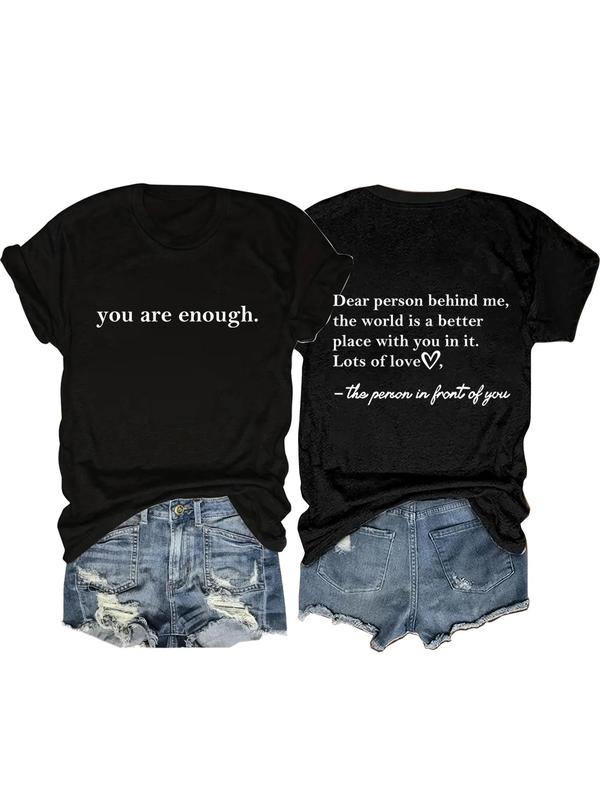 you are enough.
Dear person behind me,
the world is a better
place with you in it.
Lots of love♡,
– the person in front of you